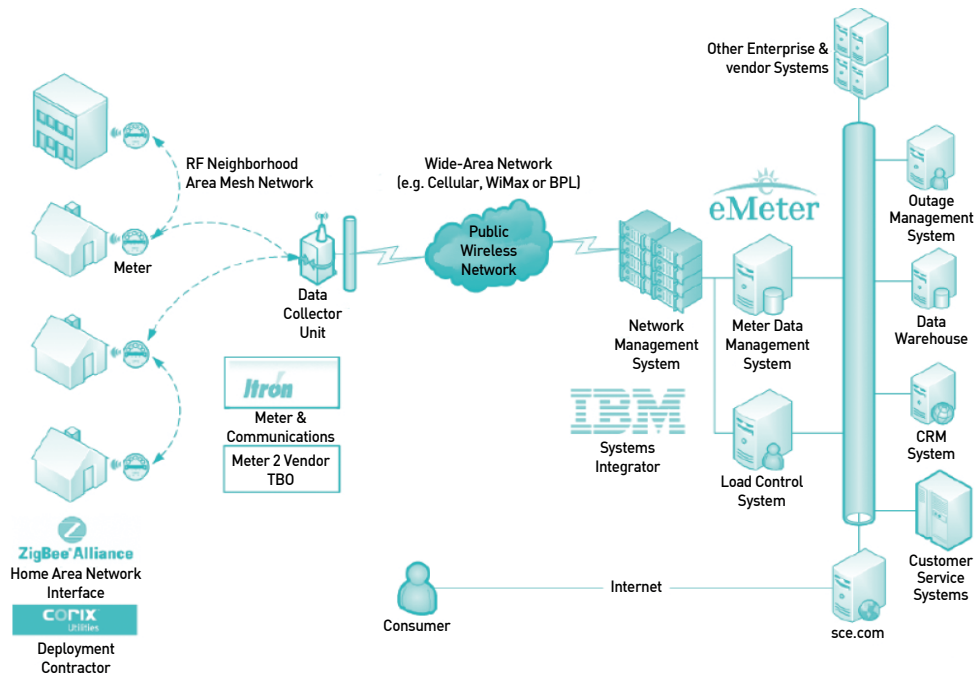 Other Enterprise &
vendor Systems
RF Neighborhood
Area Mesh Network
Wide-Area Network
(e.g. Cellular, WiMax or BPL)
eMeter
Public
Wireless
Network
Outage
Management
System
Meter
Data
Collector
Unit
Network
Management
System
Meter Data
Management
System
Data
Warehouse
Itrón
Meter &
Communications
Meter 2 Vendor
TBO
IBM
Systems
Integrator
Load Control
System
CRM
System
ZigBee® Alliance
Home Area Network
Interface
CORIX™
Utilities
Deployment
Contractor
Consumer
Internet
sce.com
Customer
Service
Systems